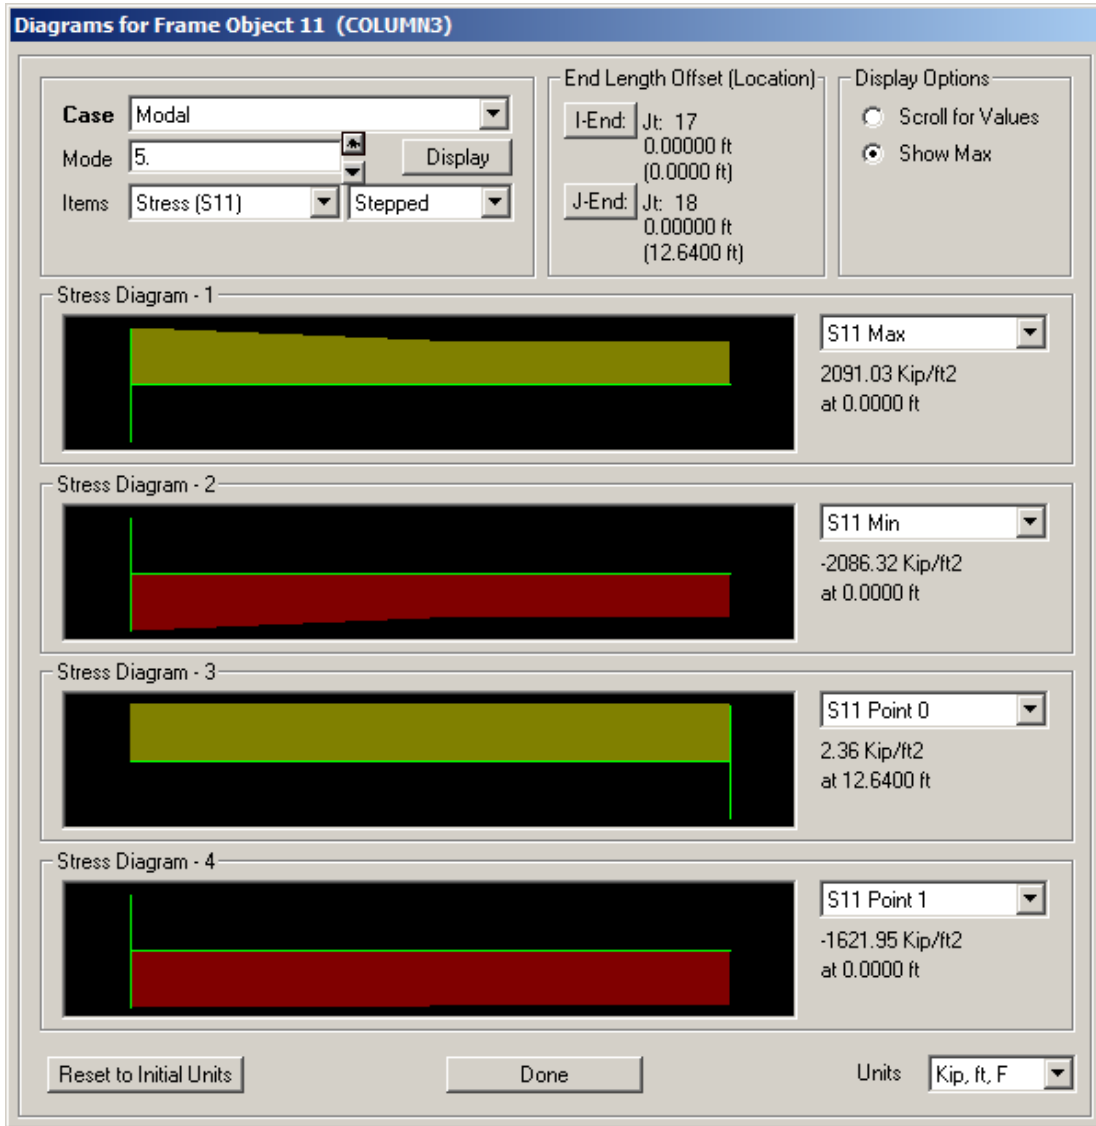 Diagrams for Frame Object 11 (COLUMN3)
Case Modal
Mode 5. Display
Items Stress (S11) Stepped
End Length Offset (Location)
I-End: Jt: 17
0.00000 ft
(0.0000 ft)
J-End: Jt: 18
0.00000 ft
(12.6400 ft)
Display Options
Scroll for Values
Show Max
Stress Diagram - 1
S11 Max
2091.03 Kip/ft2
at 0.0000 ft
Stress Diagram - 2
S11 Min
-2086.32 Kip/ft2
at 0.0000 ft
Stress Diagram - 3
S11 Point 0
2.36 Kip/ft2
at 12.6400 ft
Stress Diagram - 4
S11 Point 1
-1621.95 Kip/ft2
at 0.0000 ft
Reset to Initial Units Done Units Kip, ft, F